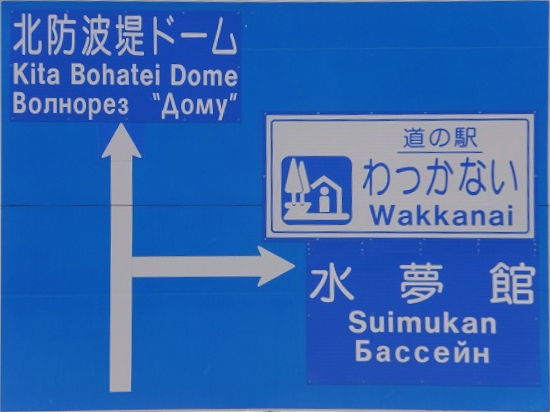 北防波堤ドーム
Kita Bohatei Dome
Волнорез "Дому"
道の駅
わっかない
Wakkanai
水夢館
Suimukan
Бассейн